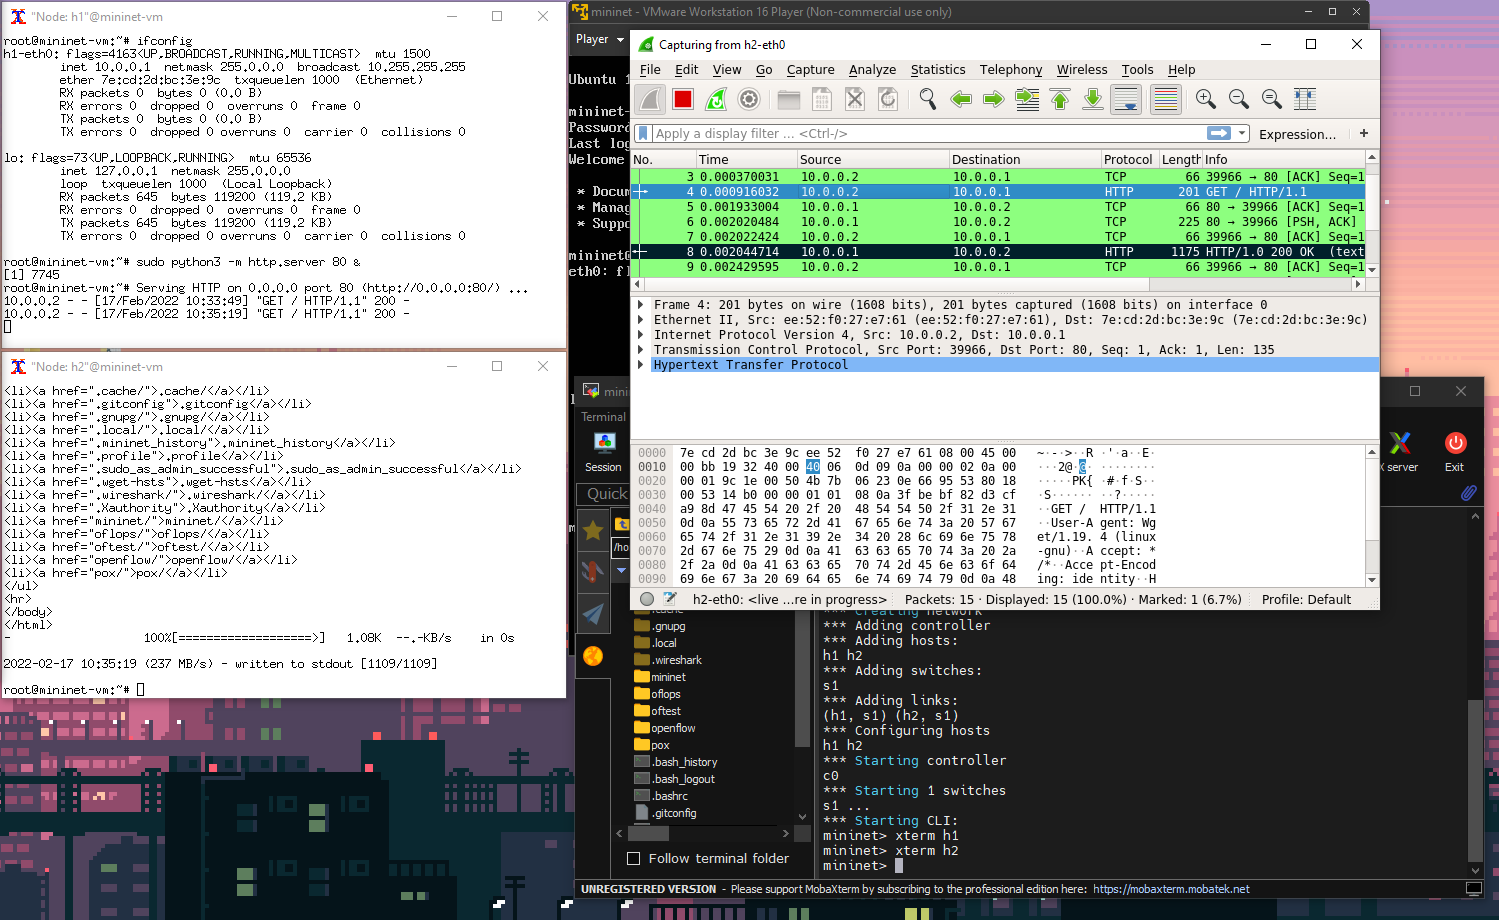 "Node: h1"@mininet-vm
root@mininet-vm:~# ifconfig
h1-eth0: flags=4163<UP,BROADCAST,RUNNING,MULTICAST>  mtu 1500
inet 10.0.0.1  netmask 255.0.0.0  broadcast 10.255.255.255
ether 7e:cd:2d:bc:3e:9c  txqueuelen 1000  (Ethernet)
RX packets 0  bytes 0 (0.0 B)
RX errors 0  dropped 0  overruns 0  frame 0
TX packets 0  bytes 0 (0.0 B)
TX errors 0  dropped 0 overruns 0  carrier 0  collisions 0
lo: flags=73<UP,LOOPBACK,RUNNING>  mtu 65536
inet 127.0.0.1  netmask 255.0.0.0
loop  txqueuelen 1000  (Local Loopback)
RX packets 645  bytes 119200 (119.2 KB)
RX errors 0  dropped 0  overruns 0  frame 0
TX packets 645  bytes 119200 (119.2 KB)
TX errors 0  dropped 0 overruns 0  carrier 0  collisions 0
root@mininet-vm:~# sudo python3 -m http.server 80 &
[1] 7745
root@mininet-vm:~# Serving HTTP on 0.0.0.0 port 80 (http://0.0.0.0:80/) ...
10.0.0.2 - - [17/Feb/2022 10:33:49] "GET / HTTP/1.1" 200 -
10.0.0.2 - - [17/Feb/2022 10:35:19] "GET / HTTP/1.1" 200 -
"Node: h2"@mininet-vm
<li><a href=".cache/">.cache/</a></li>
<li><a href=".gitconfig">.gitconfig</a></li>
<li><a href=".gnupg/">.gnupg/</a></li>
<li><a href=".local/">.local/</a></li>
<li><a href=".mininet_history">.mininet_history</a></li>
<li><a href=".profile">.profile</a></li>
<li><a href=".sudo_as_admin_successful">.sudo_as_admin_successful</a></li>
<li><a href=".wget-hsts">.wget-hsts</a></li>
<li><a href=".wireshark/">.wireshark/</a></li>
<li><a href=".Xauthority">.Xauthority</a></li>
<li><a href="mininet/">mininet/</a></li>
<li><a href="oflops/">oflops/</a></li>
<li><a href="oftest/">oftest/</a></li>
<li><a href="openflow/">openflow/</a></li>
<li><a href="pox/">pox/</a></li>
</ul>
<hr>
</body>
</html>
-                   100%[===================>]   1.08K  --.-KB/s    in 0s
2022-02-17 10:35:19 (237 MB/s) - written to stdout [1109/1109]
root@mininet-vm:~#
mininet - VMware Workstation 16 Player (Non-commercial use only)
Player
Ubuntu 1
mininet-
Password
Last log
Welcome
* Docum
* Manag
* Suppo
mininet@
eth0: fl
Capturing from h2-eth0
File Edit View Go Capture Analyze Statistics Telephony Wireless Tools Help
Apply a display filter ... <Ctrl-/>
Expression... +
No. Time Source Destination Protocol Length Info
3 0.000370031 10.0.0.2 10.0.0.1 TCP 66 39966 → 80 [ACK] Seq=1
4 0.000916032 10.0.0.2 10.0.0.1 HTTP 201 GET / HTTP/1.1
5 0.001933004 10.0.0.1 10.0.0.2 TCP 66 80 → 39966 [ACK] Seq=1
6 0.002020484 10.0.0.1 10.0.0.2 TCP 225 80 → 39966 [PSH, ACK]
7 0.002022424 10.0.0.2 10.0.0.1 TCP 66 39966 → 80 [ACK] Seq=1
8 0.002044714 10.0.0.1 10.0.0.2 HTTP 1175 HTTP/1.0 200 OK  (text
9 0.002429595 10.0.0.2 10.0.0.1 TCP 66 39966 → 80 [ACK] Seq=1
Frame 4: 201 bytes on wire (1608 bits), 201 bytes captured (1608 bits) on interface 0
Ethernet II, Src: ee:52:f0:27:e7:61 (ee:52:f0:27:e7:61), Dst: 7e:cd:2d:bc:3e:9c (7e:cd:2d:bc:3e:9c)
Internet Protocol Version 4, Src: 10.0.0.2, Dst: 10.0.0.1
Transmission Control Protocol, Src Port: 39966, Dst Port: 80, Seq: 1, Ack: 1, Len: 135
Hypertext Transfer Protocol
0000 7e cd 2d bc 3e 9c ee 52 f0 27 e7 61 08 00 45 00 ~·-·>··R ·'·a··E·
0010 00 bb 19 32 40 00 40 06 0d 09 0a 00 00 02 0a 00 ···2@·@· ········
0020 00 01 9c 1e 00 50 4b 7b 06 23 0e 66 95 53 80 18 ·····PK{ ·#·f·S··
0030 00 53 14 b0 00 00 01 01 08 0a 3f be bf 82 d3 cf ·S······ ··?·····
0040 a9 8d 47 45 54 20 2f 20 48 54 54 50 2f 31 2e 31 ··GET /  HTTP/1.1
0050 0d 0a 55 73 65 72 2d 41 67 65 6e 74 3a 20 57 67 ··User-A gent: Wg
0060 65 74 2f 31 2e 31 39 2e 34 20 28 6c 69 6e 75 78 et/1.19. 4 (linux
0070 2d 67 6e 75 29 0d 0a 41 63 63 65 70 74 3a 20 2a -gnu)··A ccept: *
0080 2f 2a 0d 0a 41 63 63 65 70 74 2d 45 6e 63 6f 64 /*··Acce pt-Encod
0090 69 6e 67 3a 20 69 64 65 6e 74 69 74 79 0d 0a 48 ing: ide ntity··H
h2-eth0: <live ...re in progress> Packets: 15 · Displayed: 15 (100.0%) · Marked: 1 (6.7%) Profile: Default
mini
Terminal
Session
X server
Exit
Quick
/ho
.cache
.gnupg
.local
.wireshark
mininet
oflops
oftest
openflow
pox
.bash_history
.bash_logout
.bashrc
.gitconfig
Follow terminal folder
*** Creating network
*** Adding controller
*** Adding hosts:
h1 h2
*** Adding switches:
s1
*** Adding links:
(h1, s1) (h2, s1)
*** Configuring hosts
h1 h2
*** Starting controller
c0
*** Starting 1 switches
s1 ...
*** Starting CLI:
mininet> xterm h1
mininet> xterm h2
mininet>
UNREGISTERED VERSION  -  Please support MobaXterm by subscribing to the professional edition here:  https://mobaxterm.mobatek.net